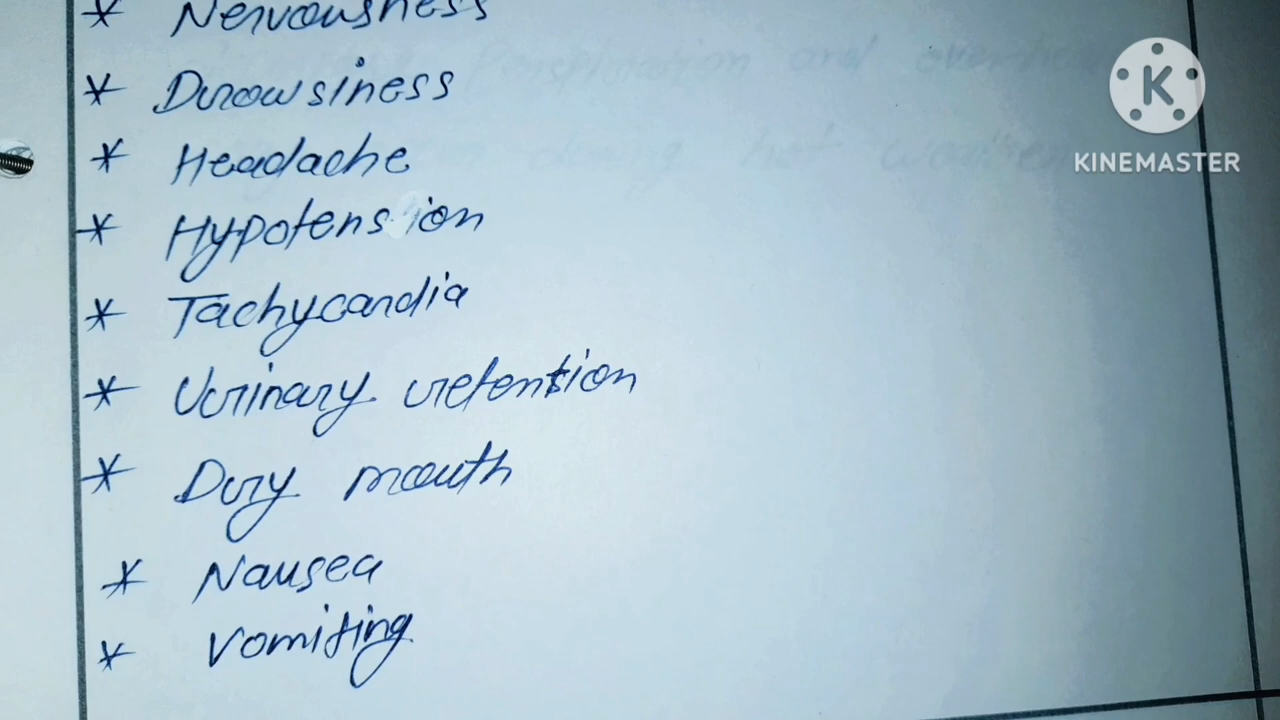 * Nervousness
* Drowsiness
* Headache
* Hypotension
* Tachycardia
* Urinary retention
* Dry mouth
* Nausea
* Vomiting
KINEMASTER